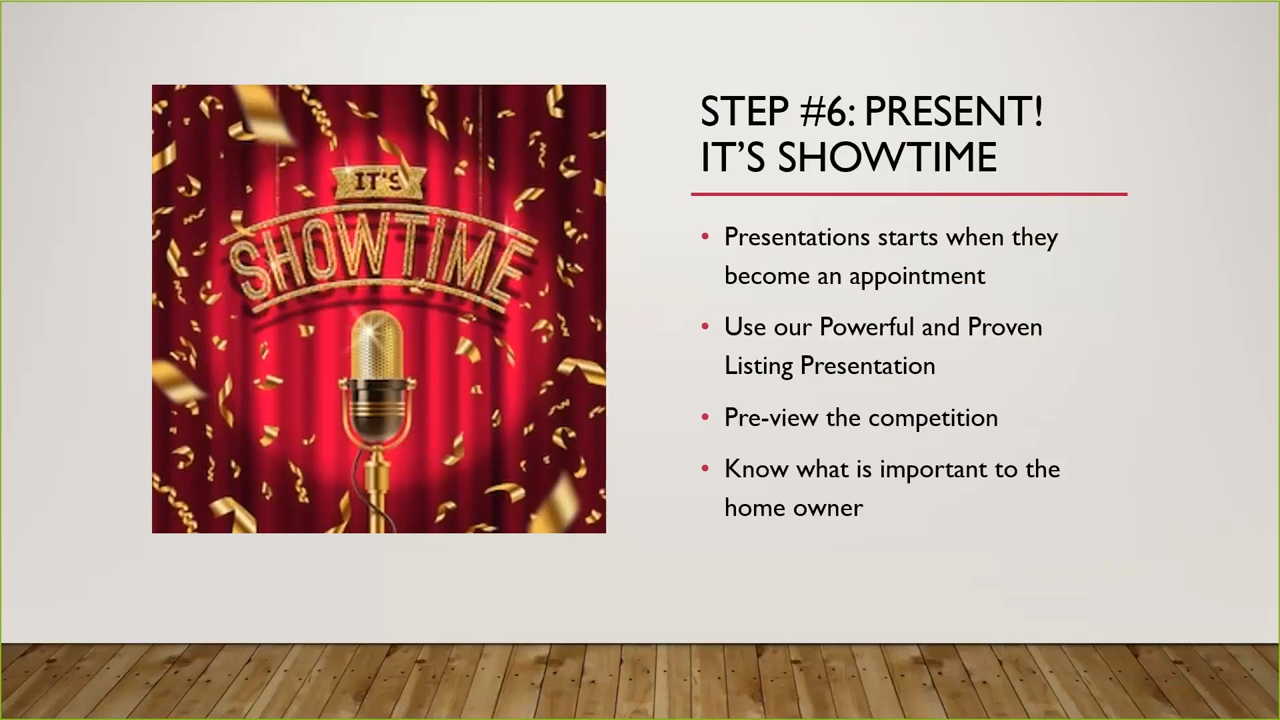 IT'S
SHOWTIME
STEP #6: PRESENT!
IT’S SHOWTIME
• Presentations starts when they
become an appointment
• Use our Powerful and Proven
Listing Presentation
• Pre-view the competition
• Know what is important to the
home owner